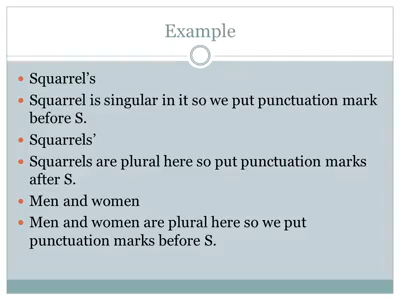 Example
Squarrel's
Squarrel is singular in it so we put punctuation mark
before S.
Squarrels'
Squarrels are plural here so put punctuation marks
after S.
Men and women
Men and women are plural here so we put
punctuation marks before S.